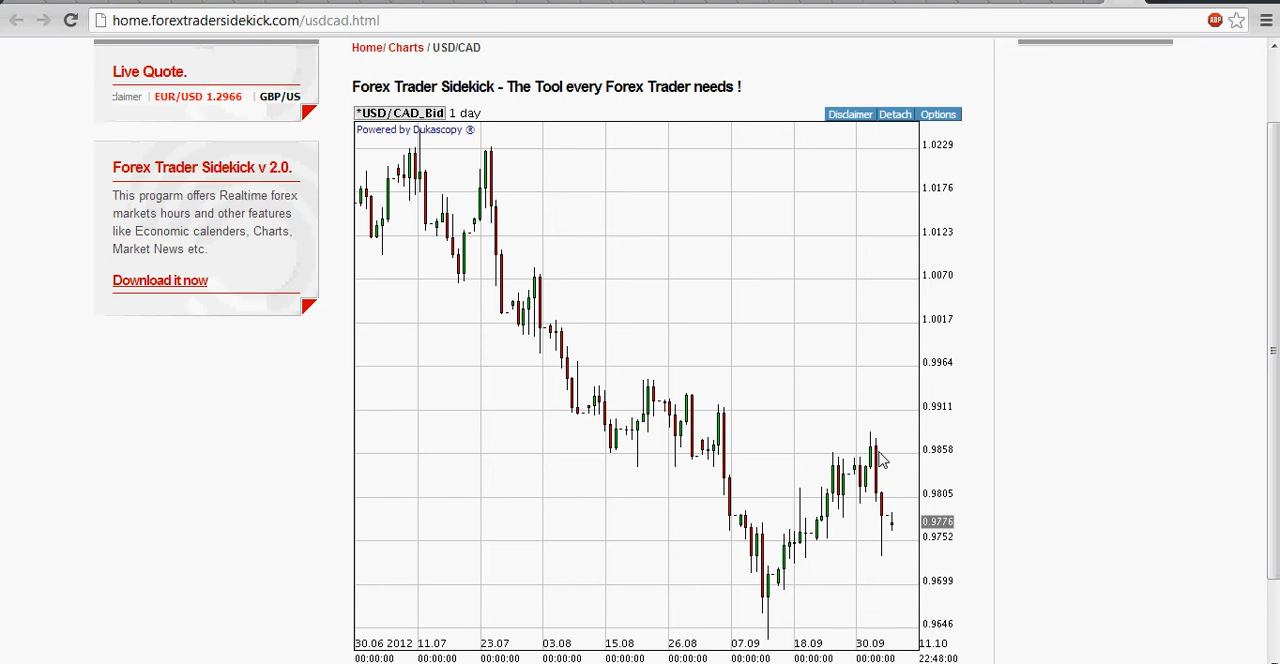 home.forextradersidekick.com/usdcad.html
ABP
Live Quote.
claimer | EUR/USD 1.2966 GBP/US
Forex Trader Sidekick v 2.0.
This progarm offers Realtime forex
markets hours and other features
like Economic calenders, Charts,
Market News etc.
Download it now
Home/ Charts / USD/CAD
Forex Trader Sidekick - The Tool every Forex Trader needs !
*USD/CAD_Bid 1 day
Disclaimer Detach Options
Powered by Dukascopy ®
1.0229
1.0176
1.0123
1.0070
1.0017
0.9964
0.9911
0.9858
0.9805
0.9776
0.9752
0.9699
0.9646
30.06 2012 11.07 23.07 03.08 15.08 26.08 07.09 18.09 30.09 11.10
00:00:00 00:00:00 00:00:00 00:00:00 00:00:00 00:00:00 00:00:00 00:00:00 00:00:00 22:48:00